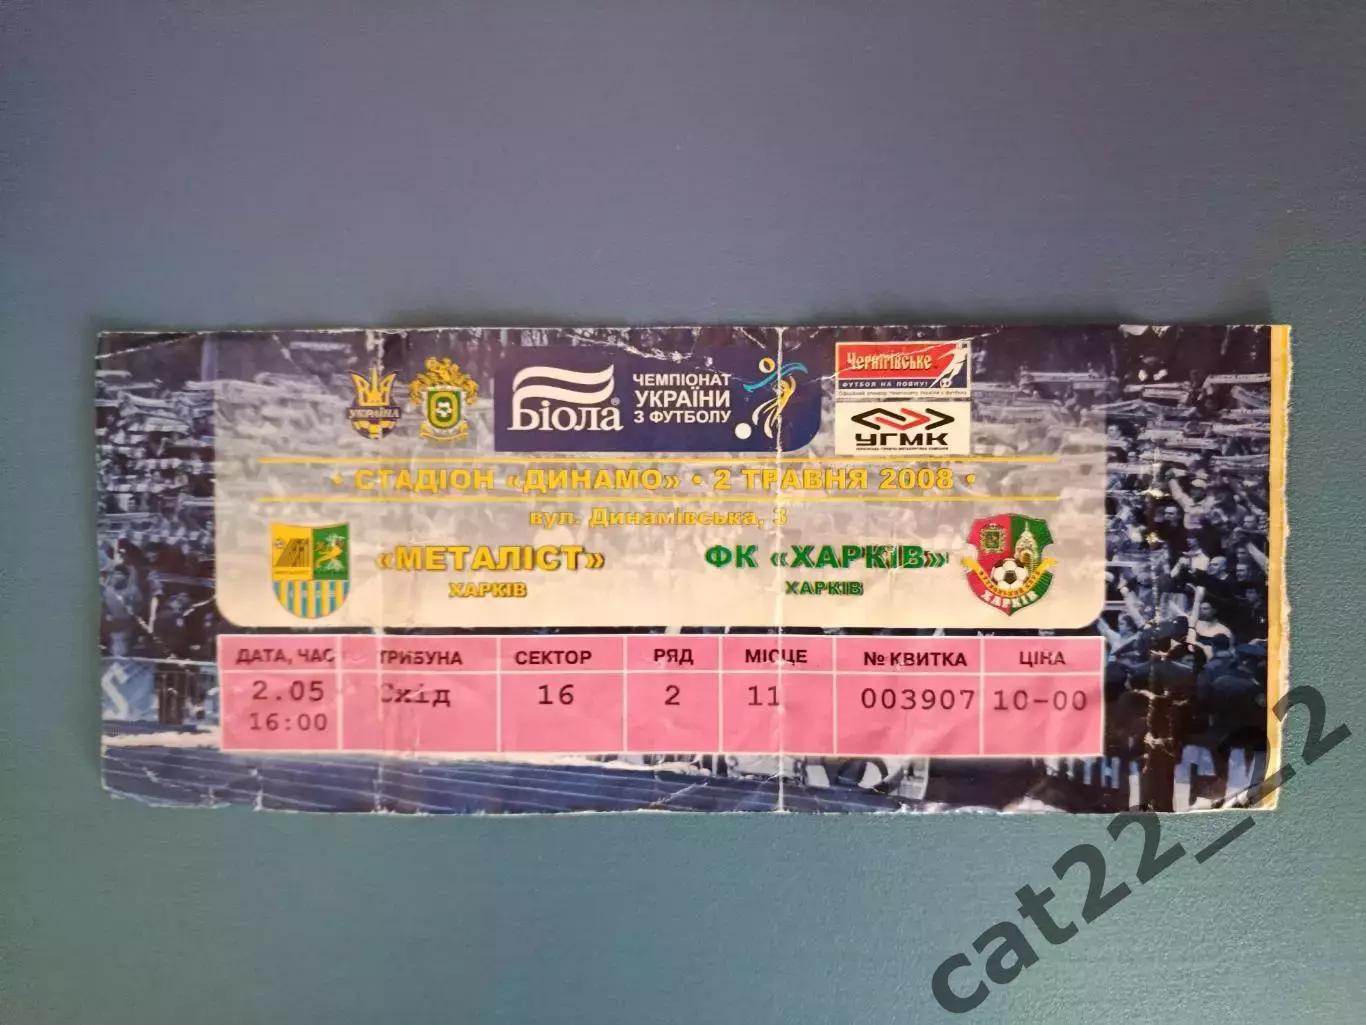 УКРАЇНА
Біола®
ЧЕМПІОНАТ
УКРАЇНИ
З ФУТБОЛУ
Чернігівське
ФУТБОЛ НА ПОВНУ!
УГМК
• СТАДІОН «ДИНАМО» • 2 ТРАВНЯ 2008 •
вул. Динамівська, 3
«МЕТАЛІСТ» ФК «ХАРКІВ»
ХАРКІВ ХАРКІВ
ХАРКІВ
ДАТА, ЧАС ТРИБУНА СЕКТОР РЯД МІСЦЕ № КВИТКА ЦІНА
2.05 Схід 16 2 11 003907 10-00
16:00
cat22_22